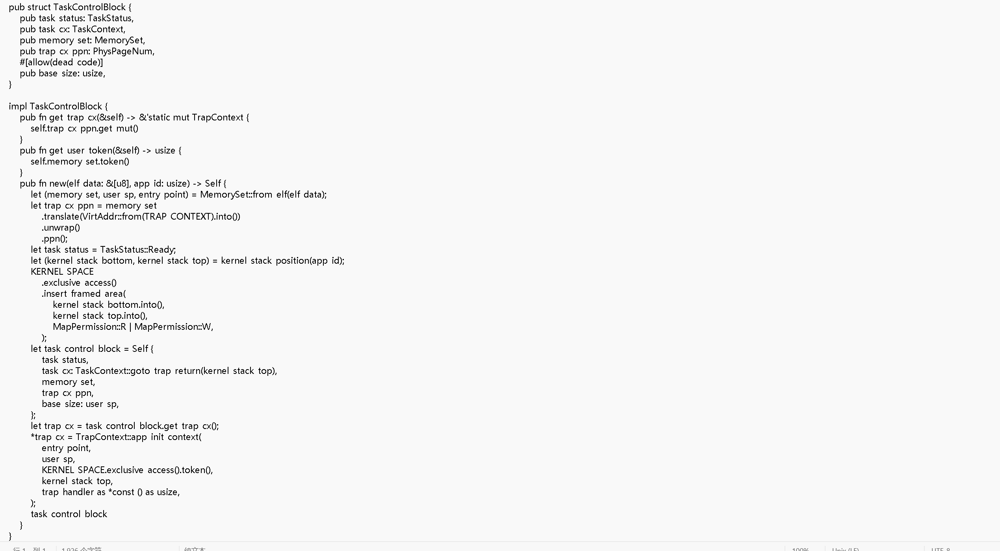 pub struct TaskControlBlock {
    pub task status: TaskStatus,
    pub task cx: TaskContext,
    pub memory set: MemorySet,
    pub trap cx ppn: PhysPageNum,
    #[allow(dead code)]
    pub base size: usize,
}

impl TaskControlBlock {
    pub fn get trap cx(&self) -> &'static mut TrapContext {
        self.trap cx ppn.get mut()
    }
    pub fn get user token(&self) -> usize {
        self.memory set.token()
    }
    pub fn new(elf data: &[u8], app id: usize) -> Self {
        let (memory set, user sp, entry point) = MemorySet::from elf(elf data);
        let trap cx ppn = memory set
            .translate(VirtAddr::from(TRAP CONTEXT).into())
            .unwrap()
            .ppn();
        let task status = TaskStatus::Ready;
        let (kernel stack bottom, kernel stack top) = kernel stack position(app id);
        KERNEL SPACE
            .exclusive access()
            .insert framed area(
                kernel stack bottom.into(),
                kernel stack top.into(),
                MapPermission::R | MapPermission::W,
            );
        let task control block = Self {
            task status,
            task cx: TaskContext::goto trap return(kernel stack top),
            memory set,
            trap cx ppn,
            base size: user sp,
        };
        let trap cx = task control block.get trap cx();
        *trap cx = TrapContext::app init context(
            entry point,
            user sp,
            KERNEL SPACE.exclusive access().token(),
            kernel stack top,
            trap handler as *const () as usize,
        );
        task control block
    }
}
行 1，列 1 1,926 个字符 纯文本 100% Unix (LF) UTF-8